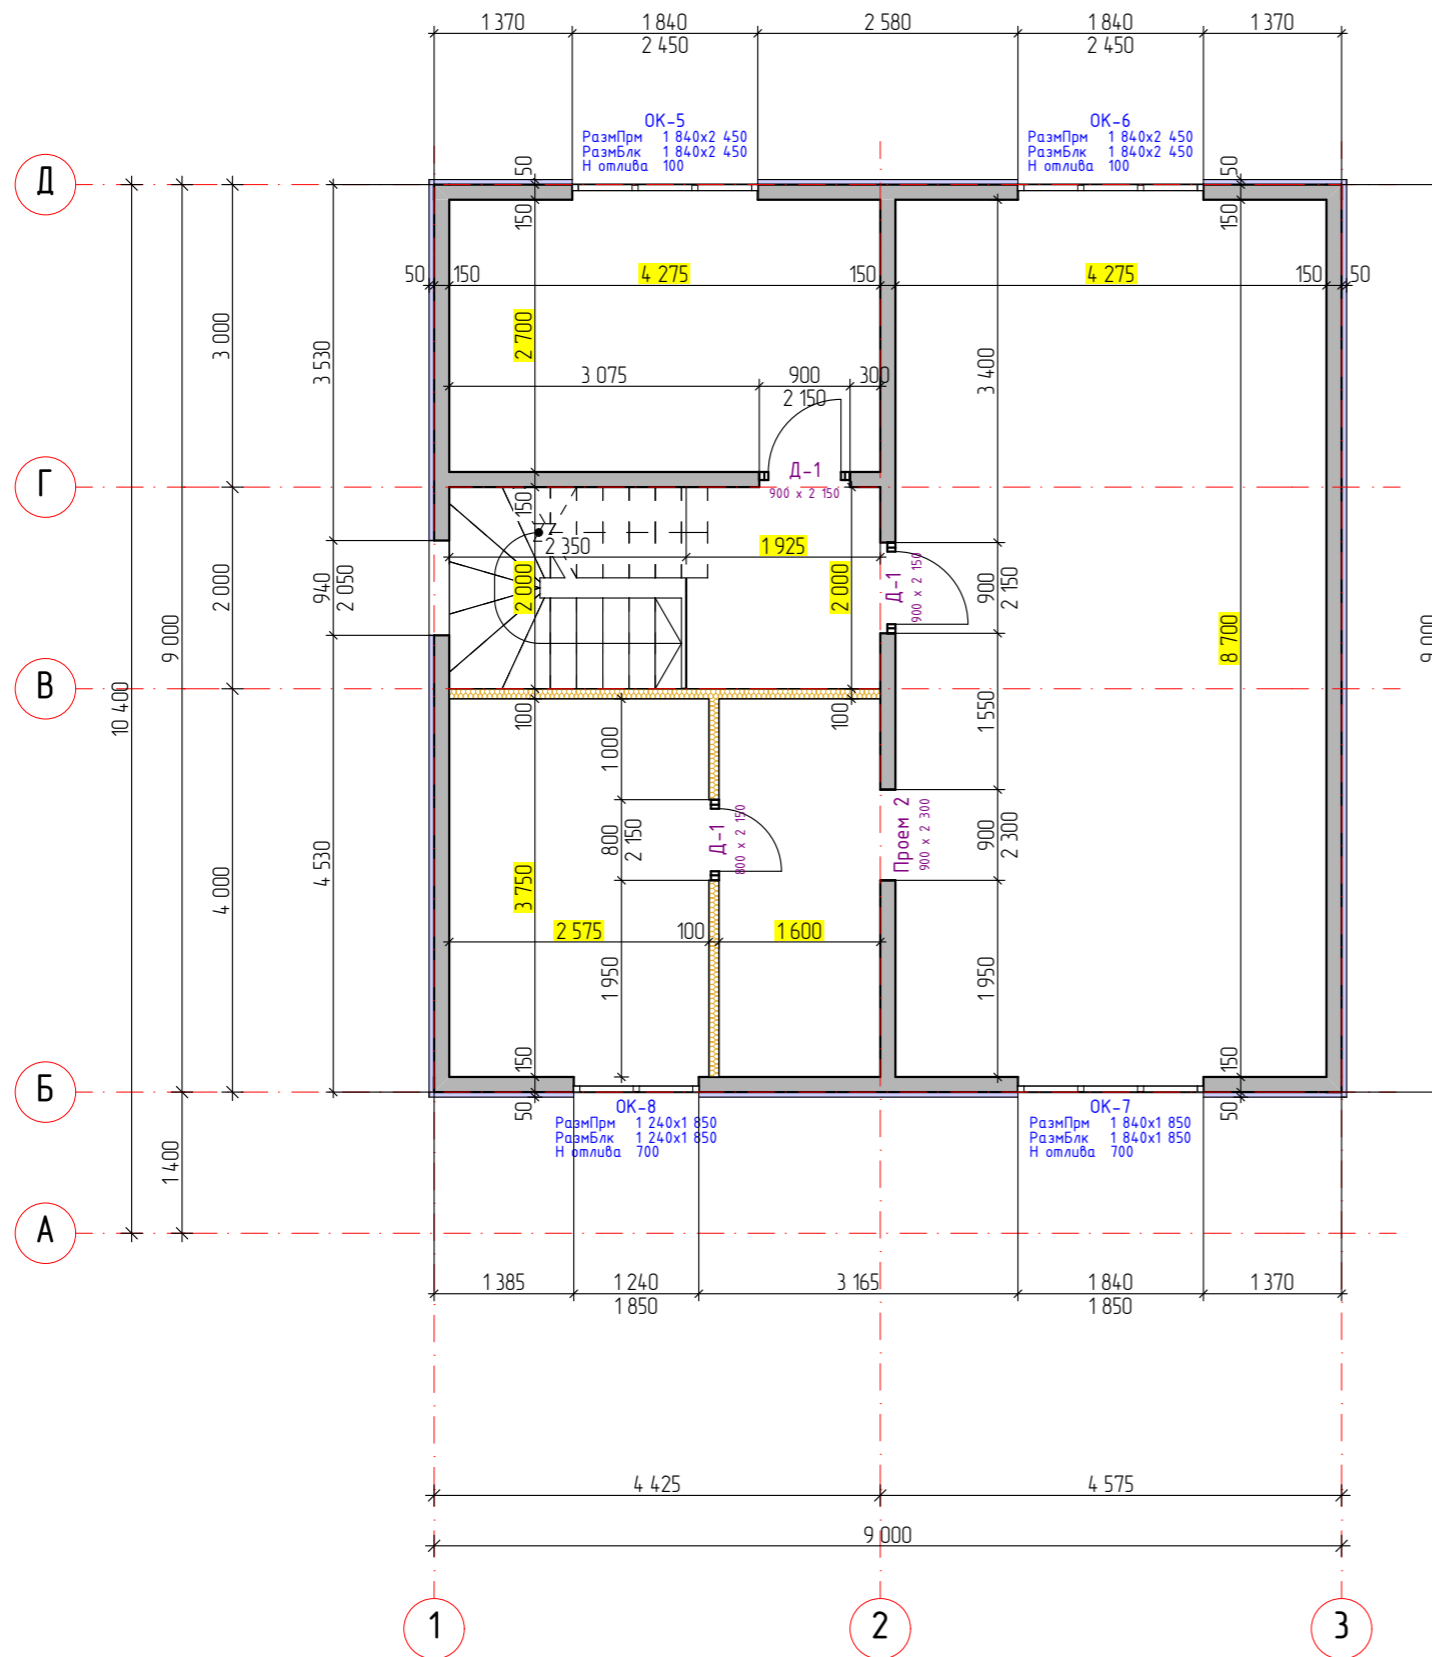 1 370
1 840
2 580
1 840
1 370
2 450
2 450
ОК-5
РазмПрм 1 840х2 450
РазмБлк 1 840х2 450
Н отлива 100
ОК-6
РазмПрм 1 840х2 450
РазмБлк 1 840х2 450
Н отлива 100
Д
50
50
150
150
50
150
4 275
150
4 275
150
50
3 000
3 530
2 700
3 400
3 075
900
300
2 150
Г
Д-1
900 х 2 150
150
2 350
1 925
2 000
940
2 050
2 000
2 000
Д-1
900 х 2 150
900
2 150
9 000
10 400
8 700
9 000
В
100
100
1 000
1 550
4 000
4 530
3 750
800
2 150
Д-1
800 х 2 150
Проем 2
900 х 2 300
900
2 300
2 575
100
1 600
1 950
1 950
Б
150
150
50
50
ОК-8
РазмПрм 1 240х1 850
РазмБлк 1 240х1 850
Н отлива 700
ОК-7
РазмПрм 1 840х1 850
РазмБлк 1 840х1 850
Н отлива 700
1 400
А
1 385
1 240
3 165
1 840
1 370
1 850
1 850
4 425
4 575
9 000
1
2
3